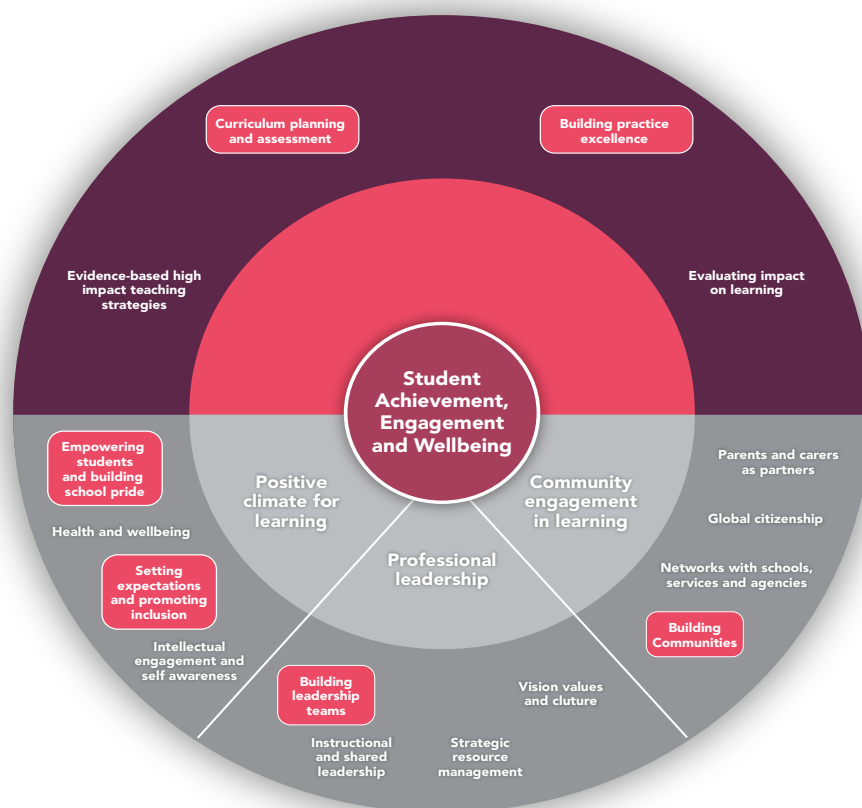 Curriculum planning
and assessment
Building practice
excellence
Evidence-based high
impact teaching
strategies
Evaluating impact
on learning
Student
Achievement,
Engagement
and Wellbeing
Empowering
students
and building
school pride
Health and wellbeing
Setting
expectations
and promoting
inclusion
Intellectual
engagement and
self awareness
Positive
climate for
learning
Professional
leadership
Community
engagement
in learning
Parents and carers
as partners
Global citizenship
Networks with schools,
services and agencies
Building
Communities
Building
leadership
teams
Instructional
and shared
leadership
Strategic
resource
management
Vision values
and cluture